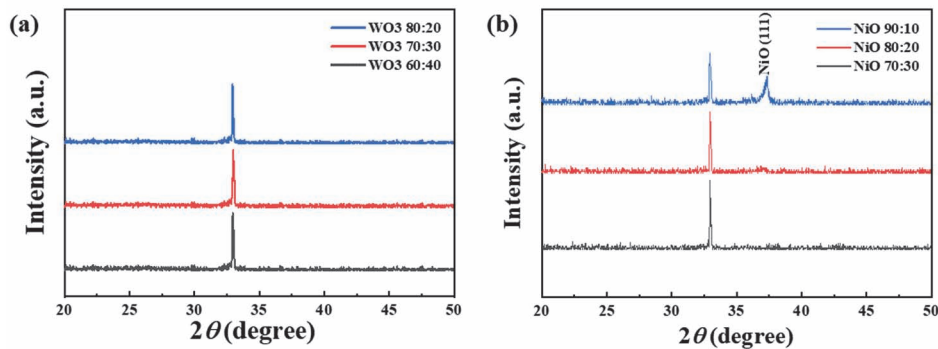 (a)
WO3 80:20
WO3 70:30
WO3 60:40
Intensity (a.u.)
20 25 30 35 40 45 50
2θ (degree)
(b)
NiO (111)
NiO 90:10
NiO 80:20
NiO 70:30
Intensity (a.u.)
20 25 30 35 40 45 50
2θ (degree)